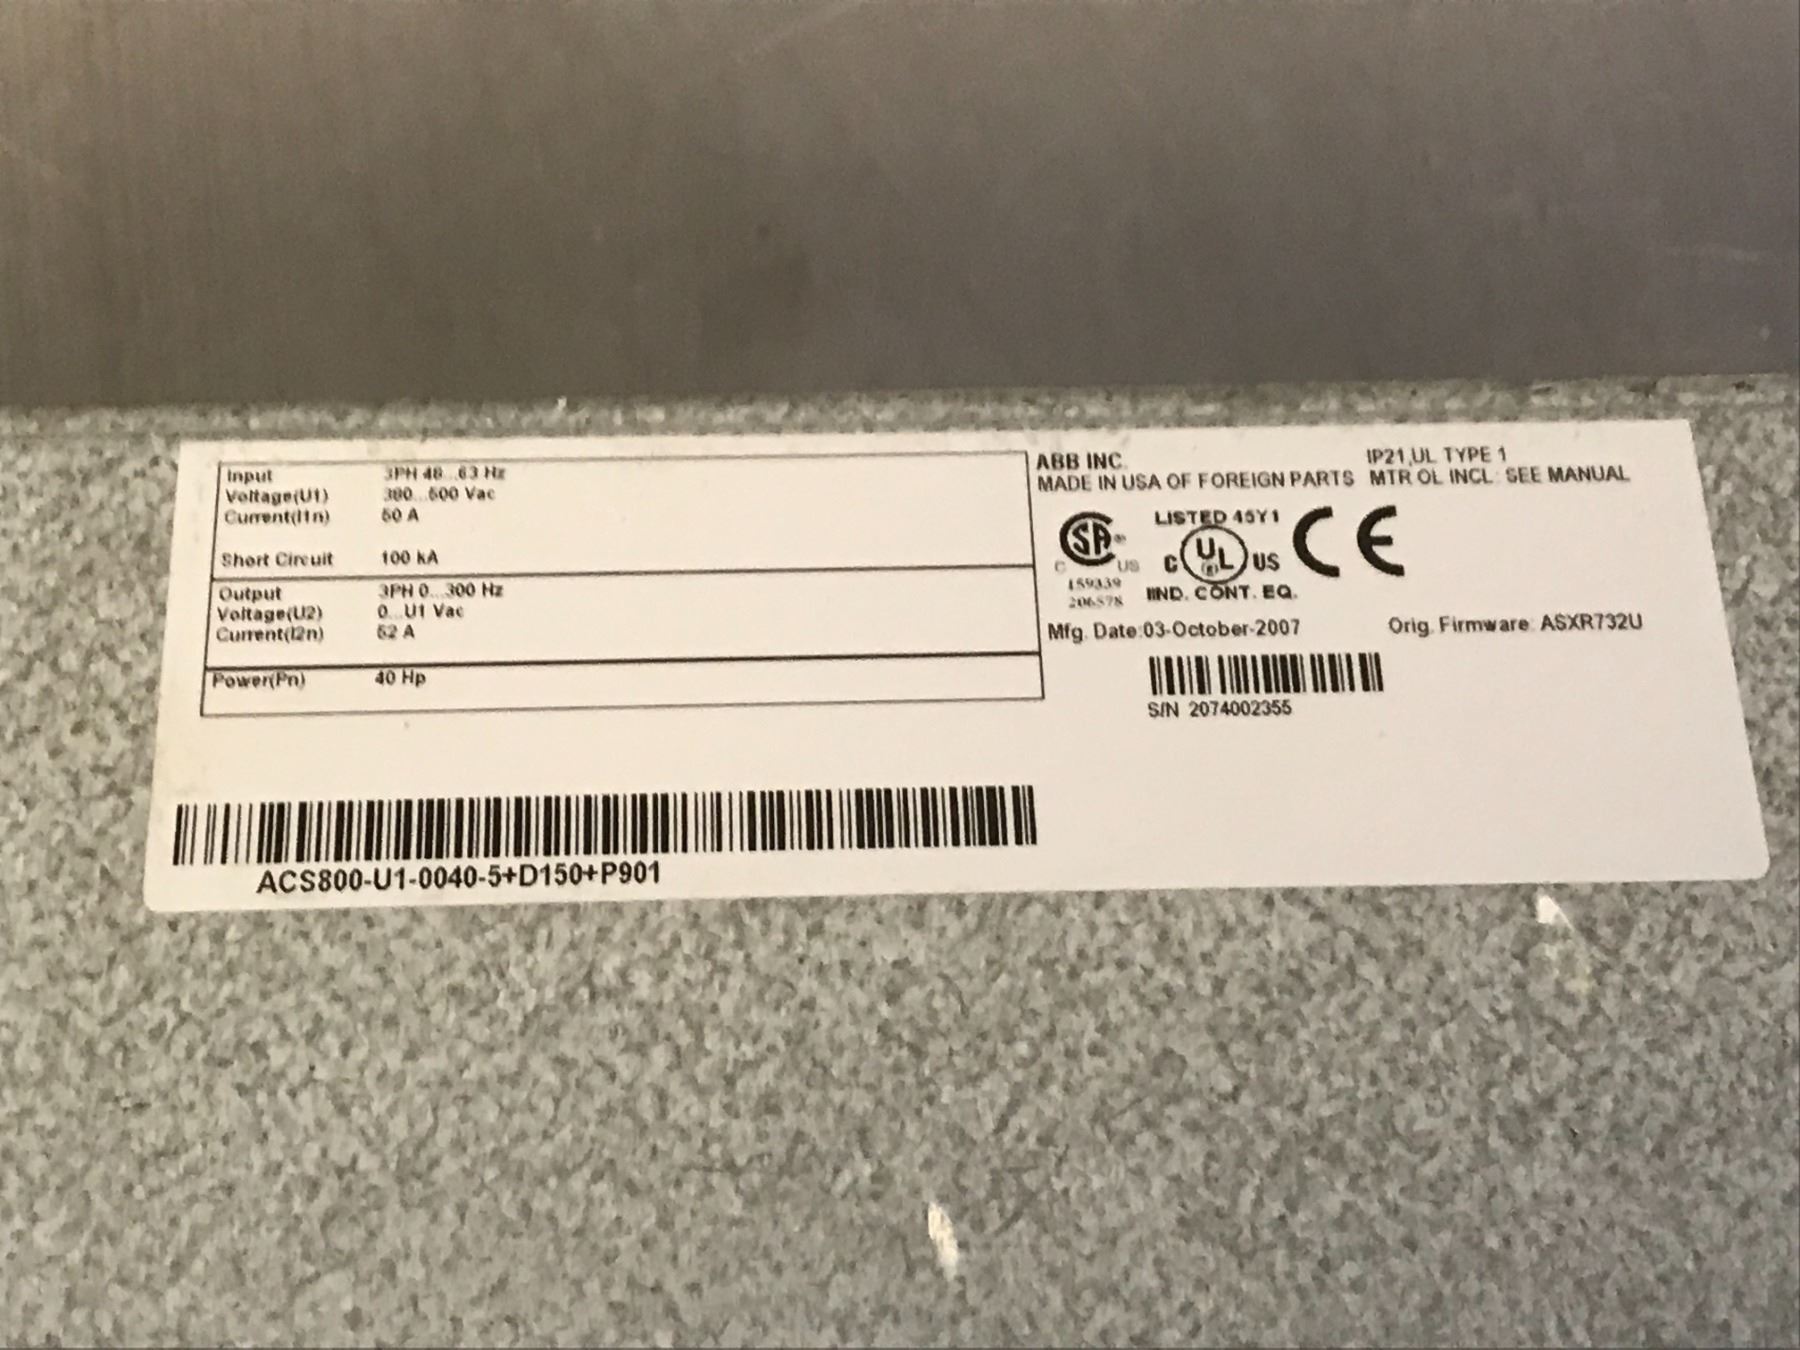 Input 3PH 48...63 Hz
Voltage(U1) 380...500 Vac
Current(I1n) 50 A
Short Circuit 100 kA
Output 3PH 0...300 Hz
Voltage(U2) 0...U1 Vac
Current(I2n) 52 A
Power(Pn) 40 Hp
ABB INC.
IP21,UL TYPE 1
MADE IN USA OF FOREIGN PARTS MTR OL INCL: SEE MANUAL
LISTED 45Y1
C SA US
C UL US
CE
159339
206578
IND. CONT. EQ.
Mfg. Date:03-October-2007
Orig. Firmware: ASXR732U
S/N 2074002355
ACS800-U1-0040-5+D150+P901